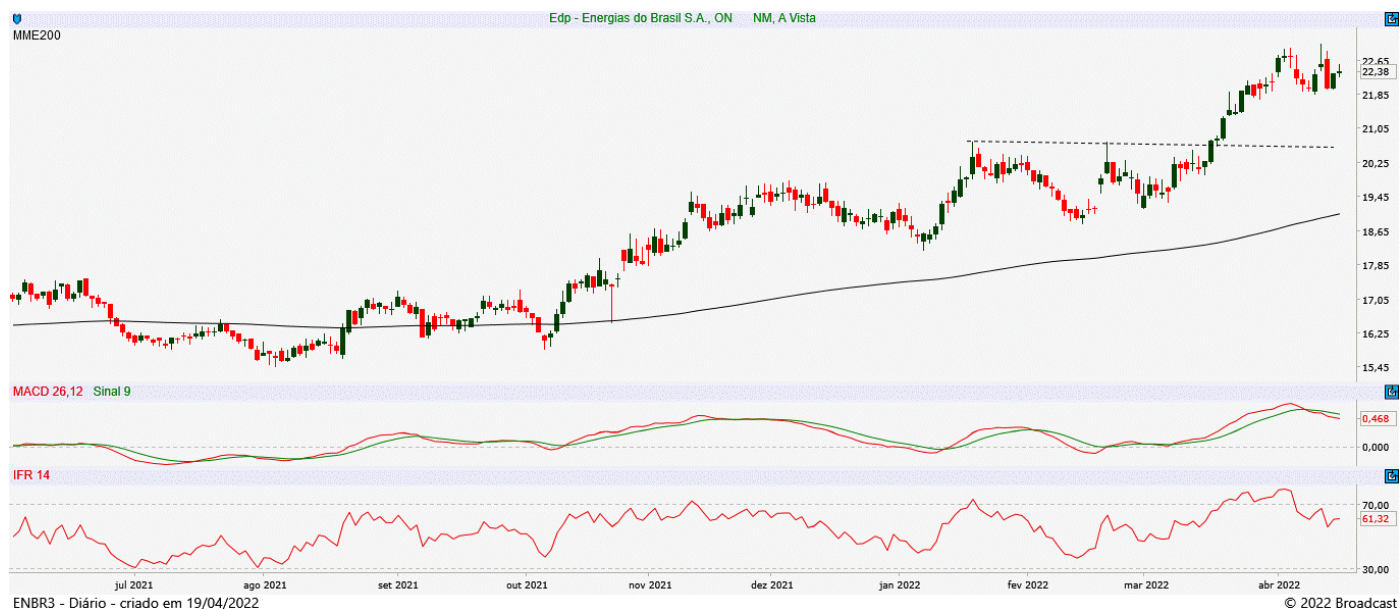 Edp - Energias do Brasil S.A., ON NM, A Vista
MME200
22,65
22,38
21,85
21,05
20,25
19,45
18,65
17,85
17,05
16,25
15,45
MACD 26,12 Sinal 9
0,468
0,000
IFR 14
70,00
61,32
30,00
jul 2021 ago 2021 set 2021 out 2021 nov 2021 dez 2021 jan 2022 fev 2022 mar 2022 abr 2022
ENBR3 - Diário - criado em 19/04/2022 © 2022 Broadcast